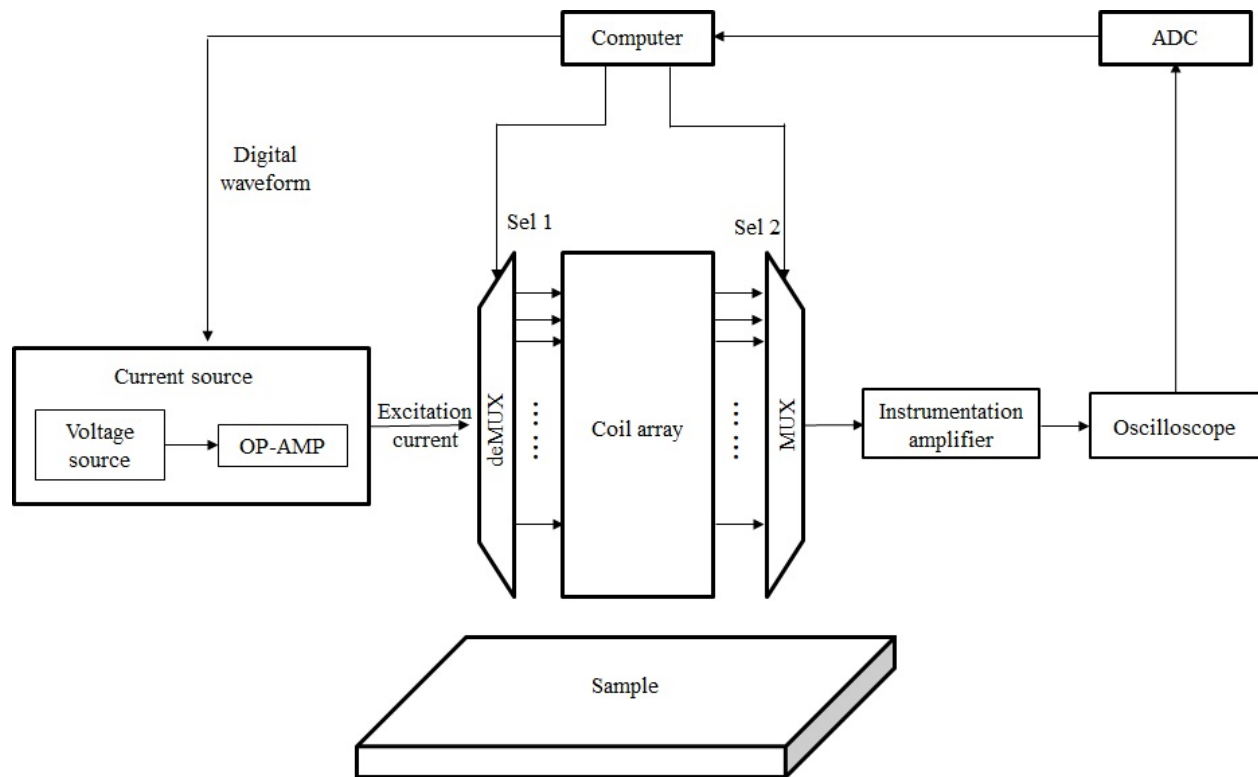 Computer
ADC
Digital
waveform
Sel 1
Sel 2
Current source
Voltage
source
OP-AMP
Excitation
current
deMUX
Coil array
MUX
Instrumentation
amplifier
Oscilloscope
Sample